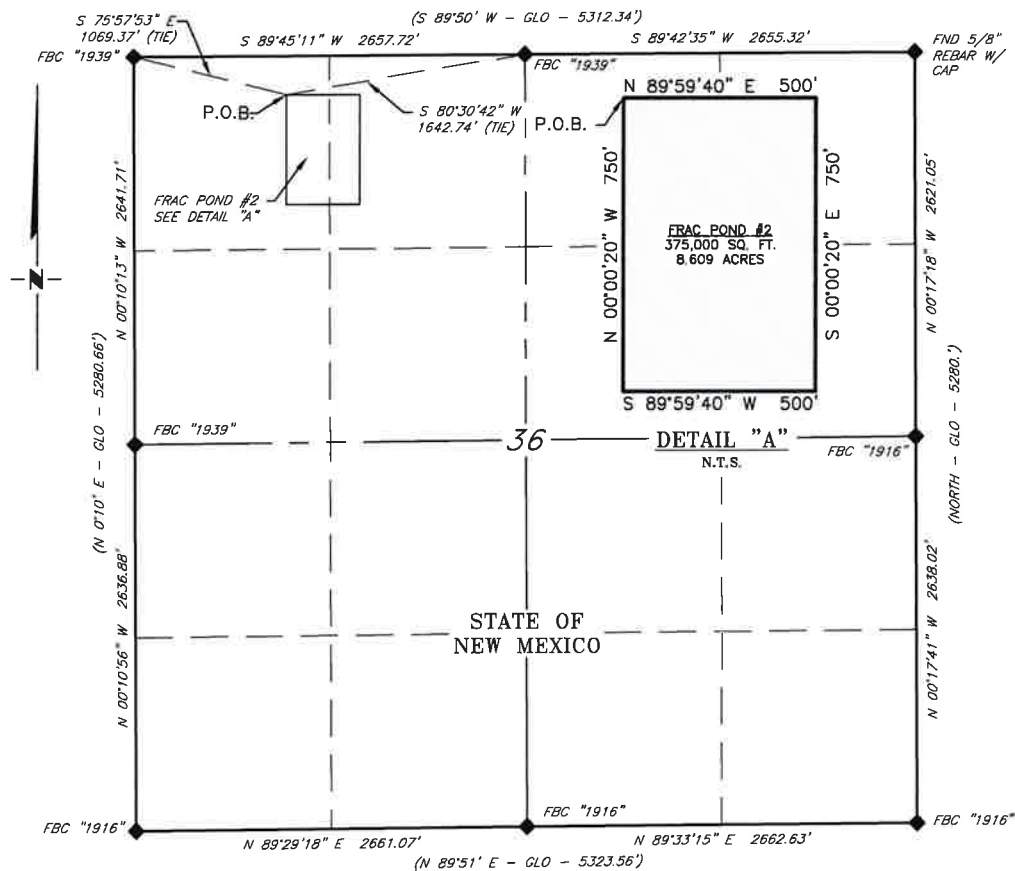 (S 89°50' W - GLO - 5312.34')
S 75°57'53" E
1069.37' (TIE)
S 89°45'11" W 2657.72'
S 89°42'35" W 2655.32'
FBC "1939"
FBC "1939"
FND 5/8"
REBAR W/
CAP
P.O.B.
S 80°30'42" W
1642.74' (TIE)
N 89°59'40" E 500'
P.O.B.
FRAC POND #2
SEE DETAIL "A"
N 00°10'13" W 2641.71'
N 00°00'20" W 750'
FRAC POND #2
375,000 SQ. FT.
8.609 ACRES
S 00°00'20" E 750'
N 00°17'18" W 2621.05'
N
S 89°59'40" W 500'
(N 0°10' E - GLO - 5280.66')
FBC "1939"
36
DETAIL "A"
N.T.S.
FBC "1916"
(NORTH - GLO - 5280.')
N 00°10'56" W 2636.88'
STATE OF
NEW MEXICO
N 00°17'41" W 2638.02'
FBC "1916"
FBC "1916"
FBC "1916"
N 89°29'18" E 2661.07'
N 89°33'15" E 2662.63'
(N 89°51' E - GLO - 5323.56')